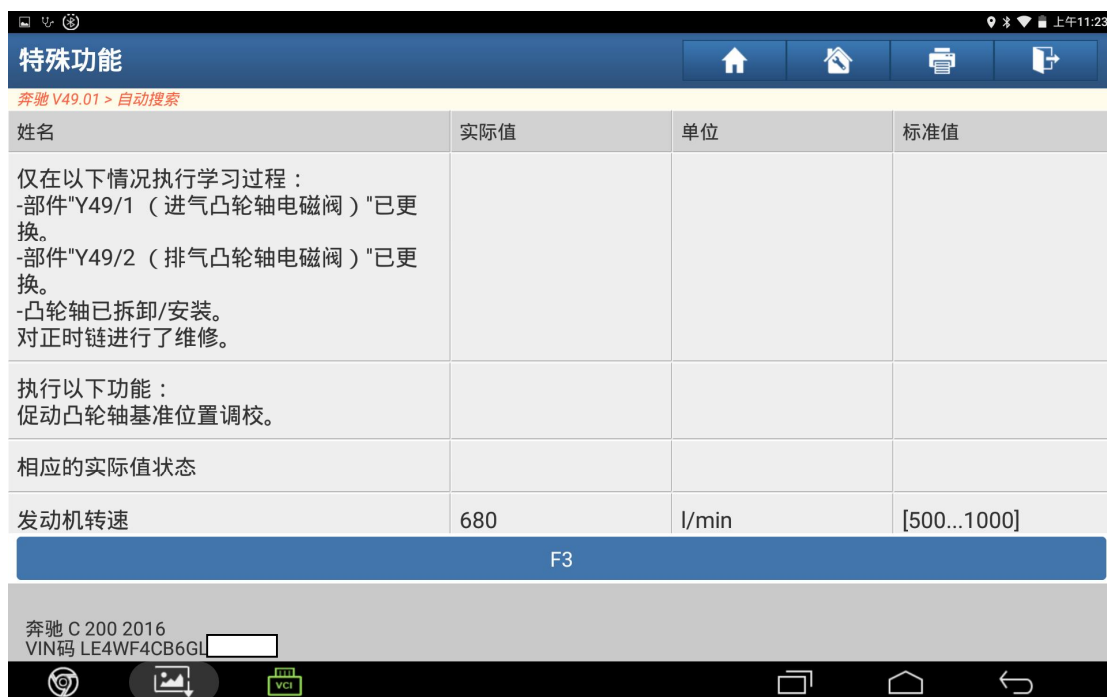 上午11:23
特殊功能
奔驰 V49.01 > 自动搜索
姓名 实际值 单位 标准值
仅在以下情况执行学习过程：
-部件"Y49/1 （进气凸轮轴电磁阀）"已更
换。
-部件"Y49/2 （排气凸轮轴电磁阀）"已更
换。
-凸轮轴已拆卸/安装。
对正时链进行了维修。
执行以下功能：
促动凸轮轴基准位置调校。
相应的实际值状态
发动机转速 680 l/min [500...1000]
F3
奔驰 C 200 2016
VIN码 LE4WF4CB6GL
VCI